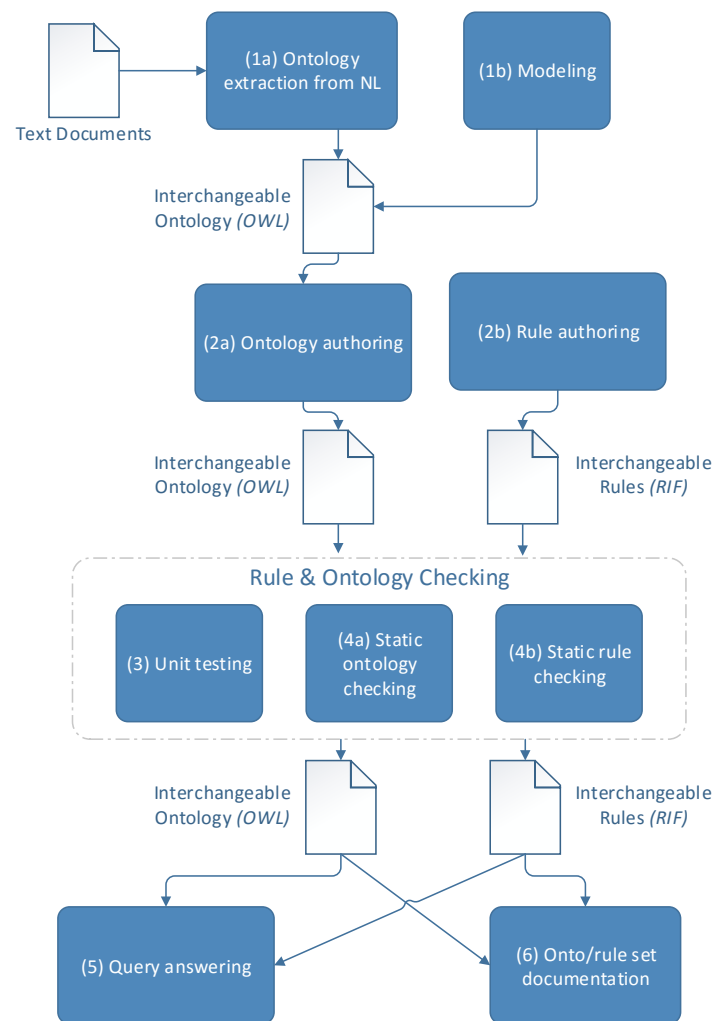 (1a) Ontology
extraction from NL
(1b) Modeling
Text Documents
Interchangeable
Ontology (OWL)
(2a) Ontology authoring
(2b) Rule authoring
Interchangeable
Ontology (OWL)
Interchangeable
Rules (RIF)
Rule & Ontology Checking
(3) Unit testing
(4a) Static
ontology
checking
(4b) Static rule
checking
Interchangeable
Ontology (OWL)
Interchangeable
Rules (RIF)
(5) Query answering
(6) Onto/rule set
documentation